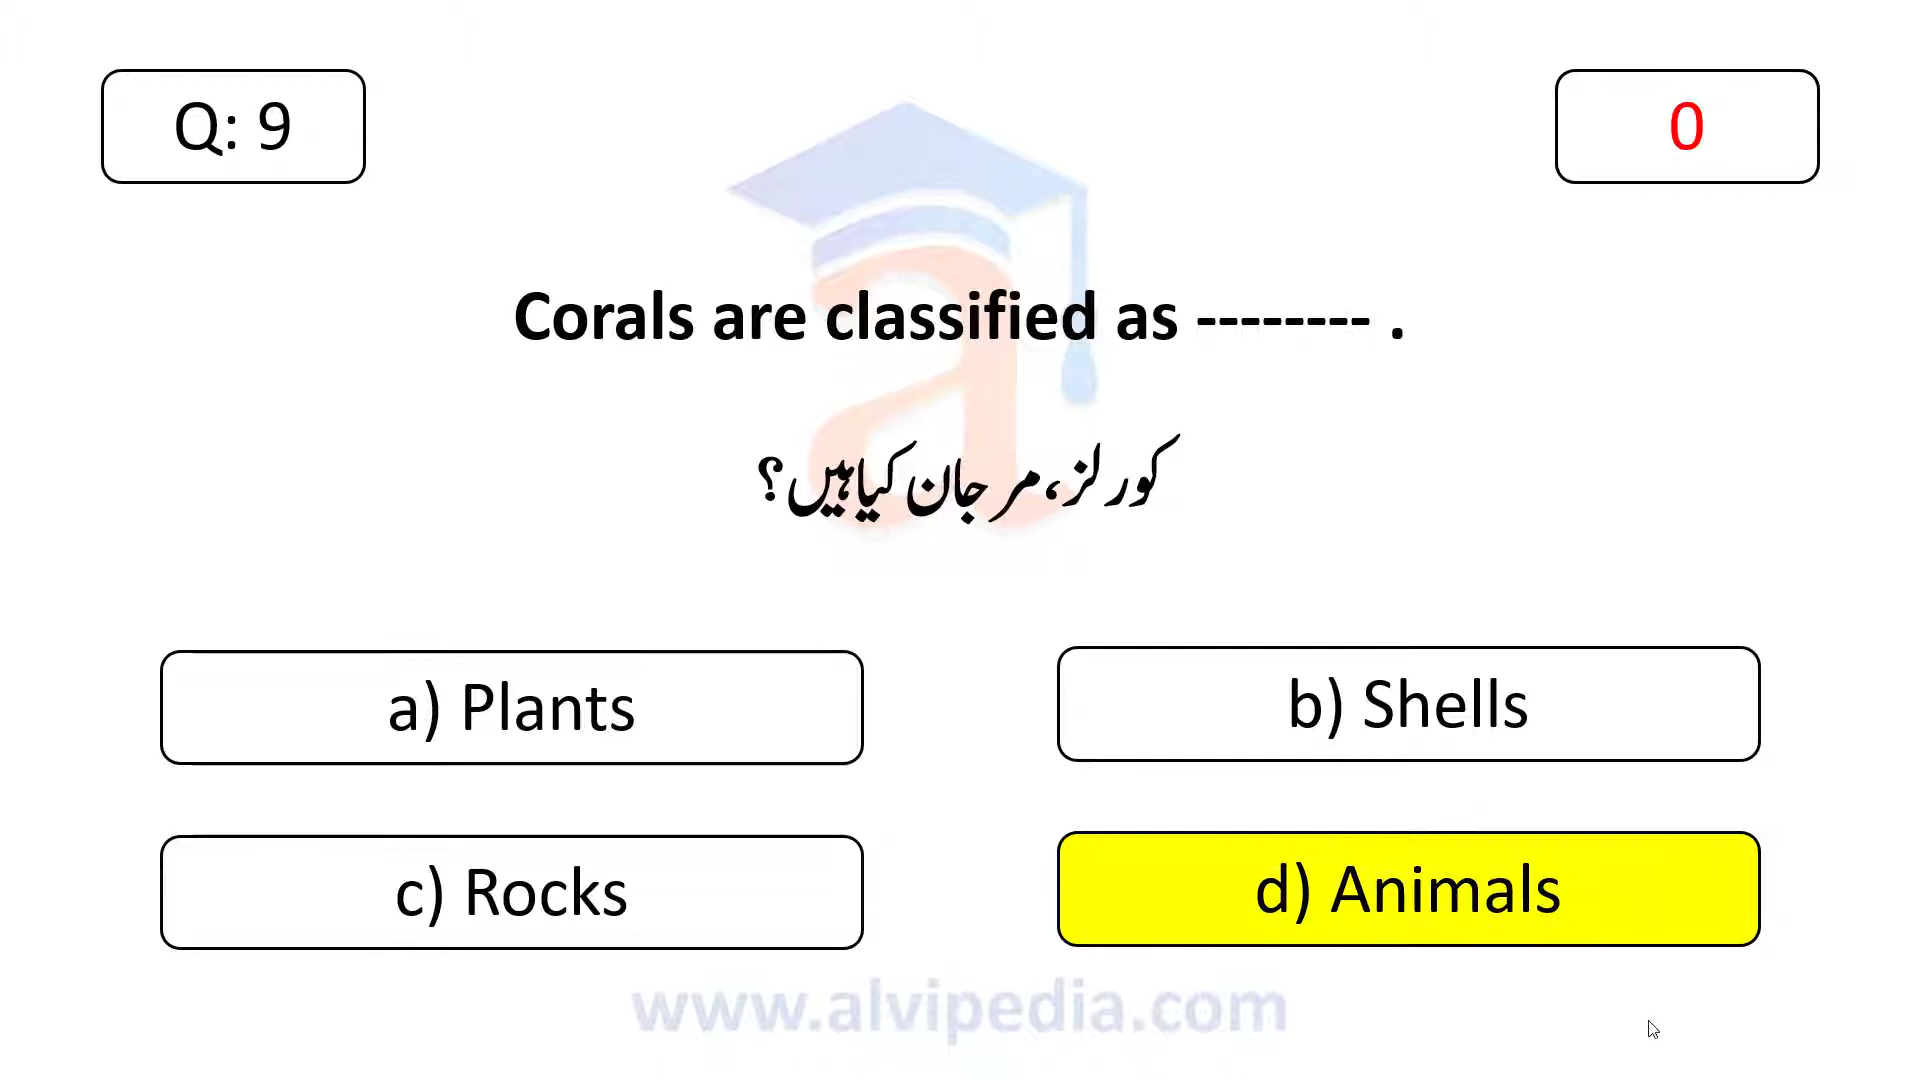 Q: 9
0
Corals are classified as -------- .
کورلز، مرجان کیا ہیں؟
a) Plants
b) Shells
c) Rocks
d) Animals
www.alvipedia.com